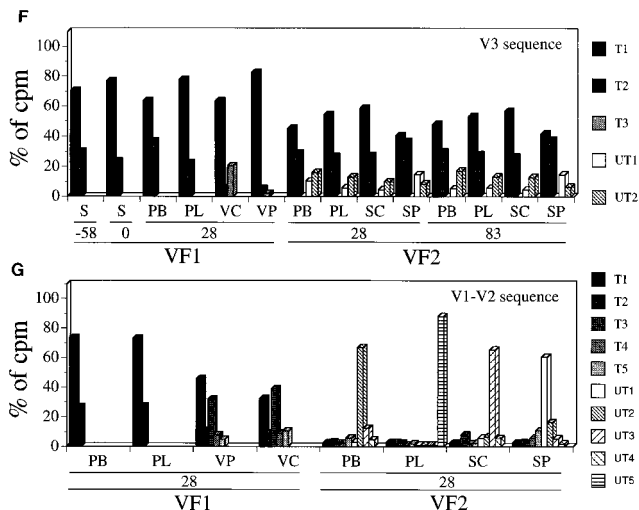 F
V3 sequence
% of cpm
100
80
60
40
20
0
T1
T2
T3
UT1
UT2
S S PB PL VC VP PB PL SC SP PB PL SC SP
-58 0 28 28 83
VF1 VF2
G
V1-V2 sequence
% of cpm
100
80
60
40
20
0
T1
T2
T3
T4
T5
UT1
UT2
UT3
UT4
UT5
PB PL VP VC PB PL SC SP
28 28
VF1 VF2